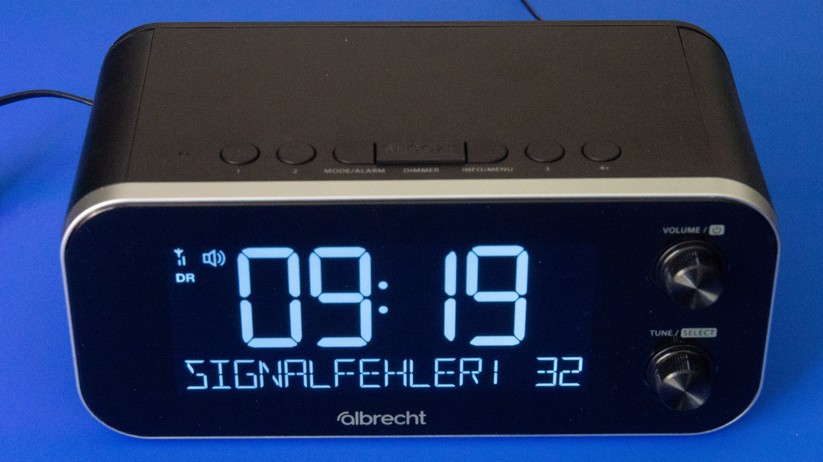 1 2 MODE/ALARM DIMMER INFO/MENU 3 4+
VOLUME /
DR
09:19
TUNE / SELECT
SIGNALFEHLER! 32
albrecht